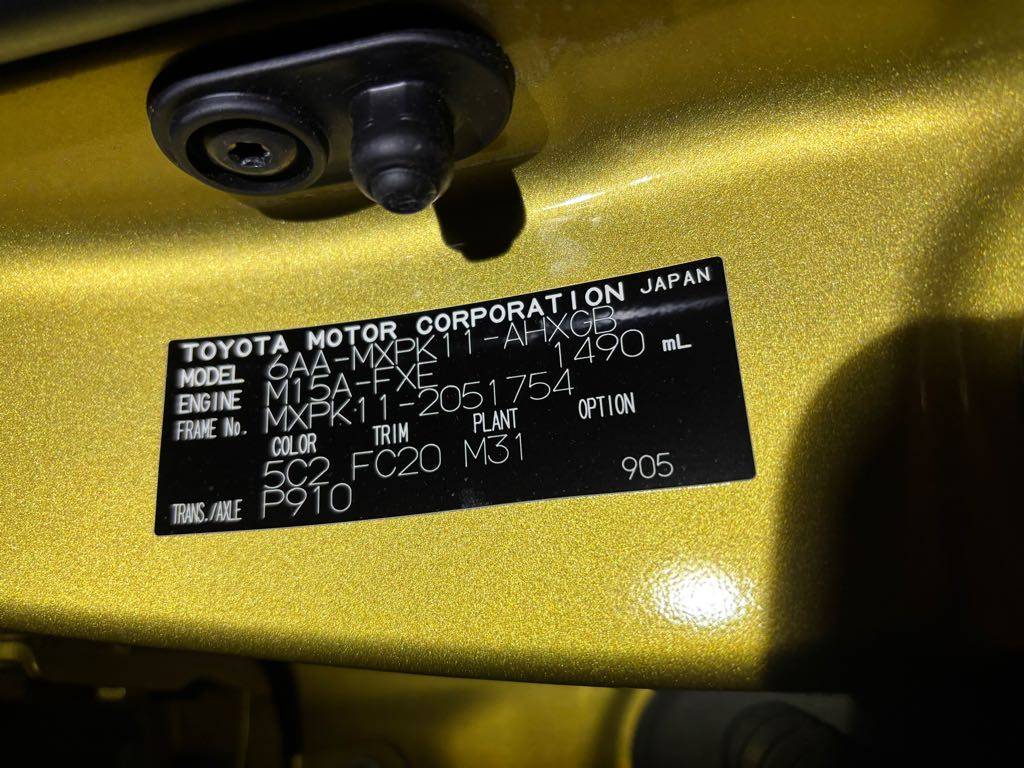 TOYOTA MOTOR CORPORATION JAPAN
MODEL 6AA-MXPK11-AHXGB
ENGINE M15A-FXE 1490 mL
FRAME No. MXPK11-2051754
COLOR TRIM PLANT OPTION
5C2 FC20 M31
TRANS./AXLE P910 905